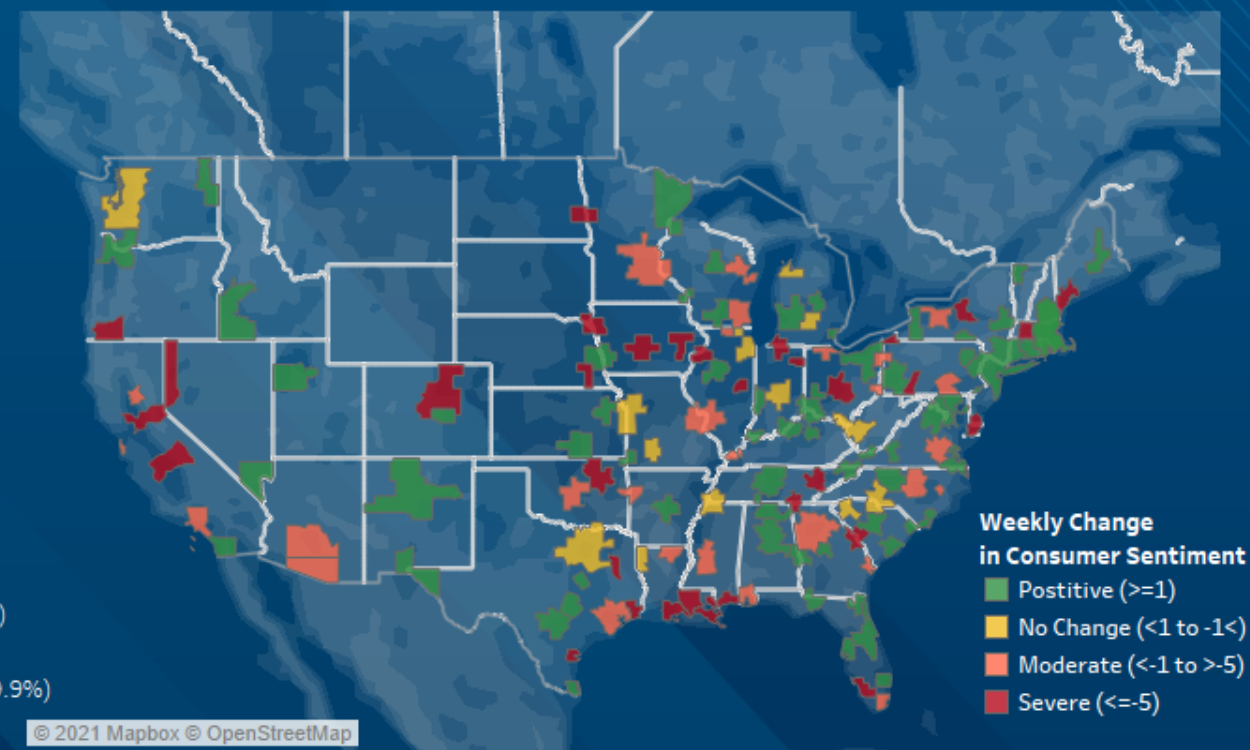 Weekly Change
in Consumer Sentiment
Postitive (>=1)
No Change (<1 to -1<)
Moderate (<-1 to >-5)
Severe (<=-5)
)
.9%)
© 2021 Mapbox © OpenStreetMap